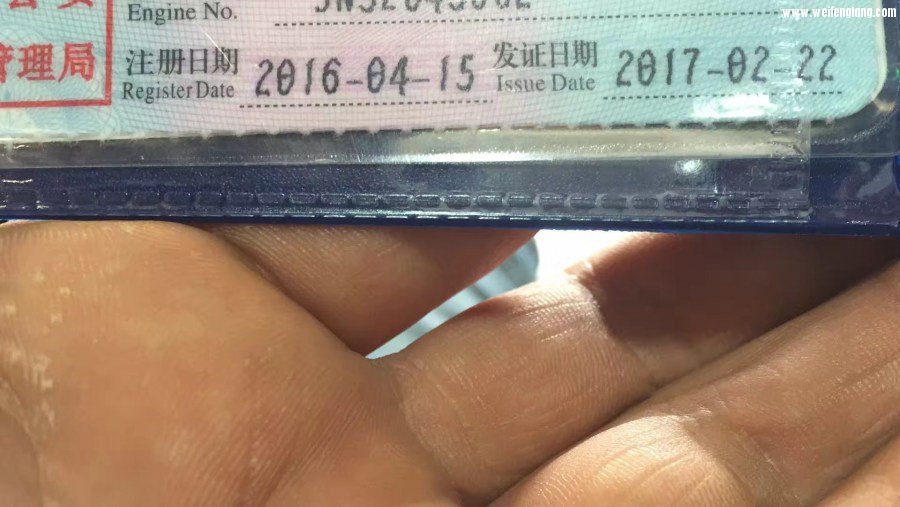 www.weifengtang.com
Engine No.
管理局
注册日期 2016-04-15 发证日期 2017-02-22
Register Date Issue Date